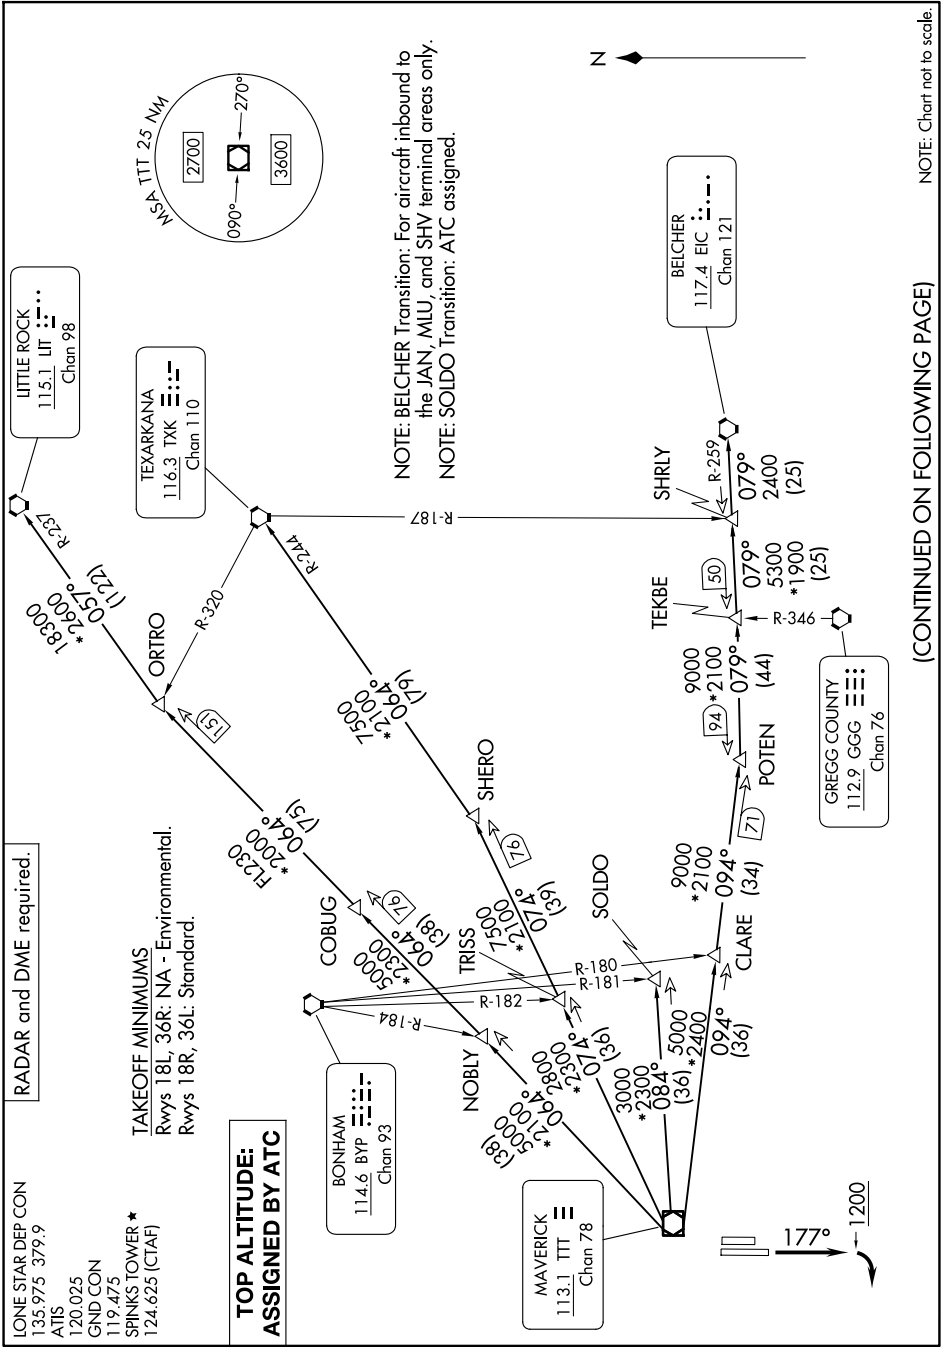 LONE STAR DEP CON
135.975 379.9
ATIS
120.025
GND CON
119.475
SPINKS TOWER ★
124.625 (CTAF)
RADAR and DME required.
TAKEOFF MINIMUMS
Rwys 18L, 36R: NA - Environmental.
Rwys 18R, 36L: Standard.
TOP ALTITUDE:
ASSIGNED BY ATC
LITTLE ROCK
115.1 LIT
Chan 98
R-237
18300
*2600
057°
(122)
ORTRO
R-320
151
TEXARKANA
116.3 TXK
Chan 110
R-244
R-187
MSA TTT 25 NM
2700
090°
270°
3600
FL230
*2000
064°
(75)
COBUG
76
5000
*2300
064°
(38)
7500
*2100
064°
(79)
SHERO
76
7500
*2100
074°
(39)
TRISS
BONHAM
114.6 BYP
Chan 93
R-184
R-182
R-181
R-180
NOBLY
(38)
5000
*2100
064°
2800
*2300
074°
(36)
SOLDO
3000
*2300
084°
(36)
5000
*2400
094°
(36)
CLARE
9000
*2100
094°
(34)
71
POTEN
94
9000
*2100
079°
(44)
TEKBE
50
R-346
GREGG COUNTY
112.9 GGG
Chan 76
079°
5300
*1900
(25)
SHRLY
R-259
079°
2400
(25)
BELCHER
117.4 EIC
Chan 121
NOTE: BELCHER Transition: For aircraft inbound to
the JAN, MLU, and SHV terminal areas only.
NOTE: SOLDO Transition: ATC assigned.
N
MAVERICK
113.1 TTT
Chan 78
177°
1200
(CONTINUED ON FOLLOWING PAGE)
NOTE: Chart not to scale.